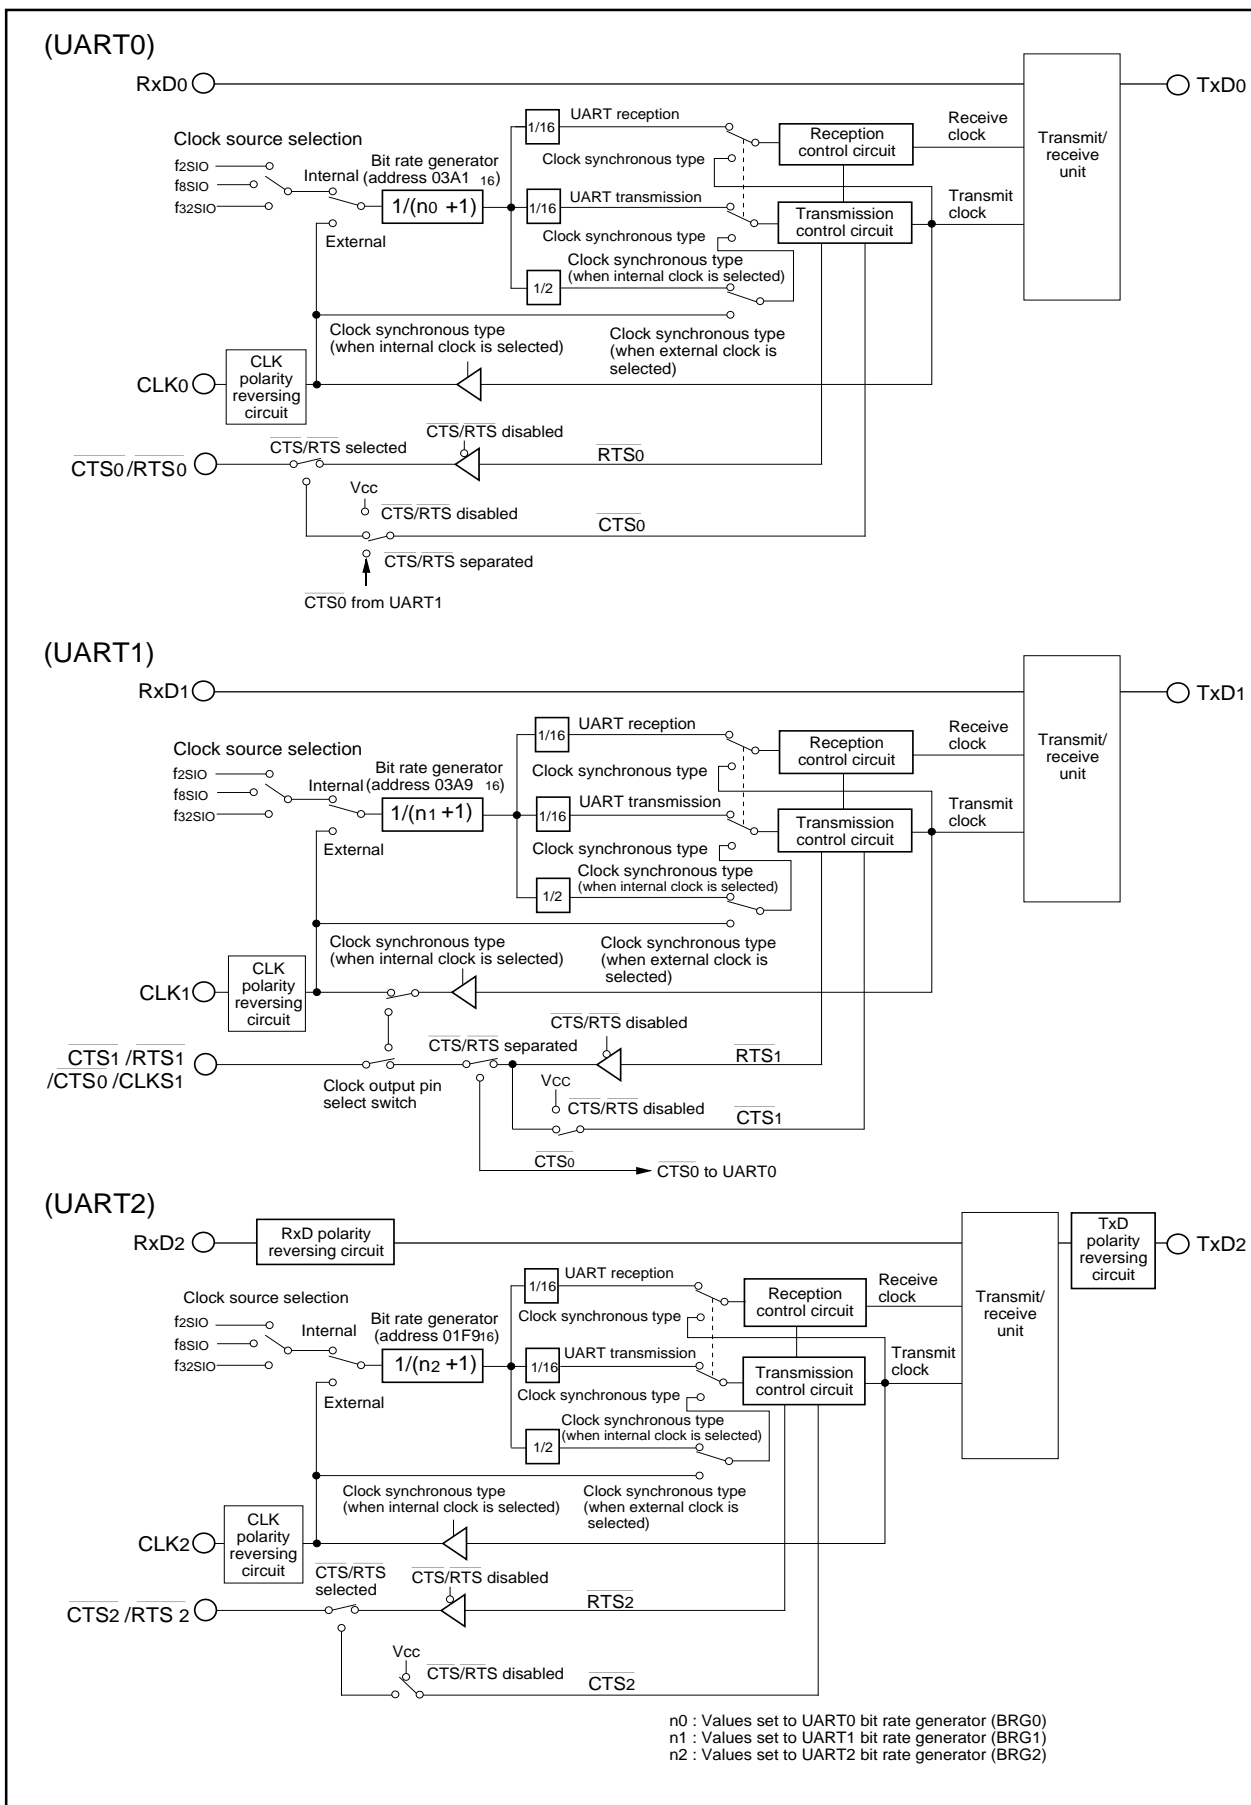 (UART0)
RxD0
TxD0
Clock source selection
f2SIO
f8SIO
f32SIO
Internal
External
Bit rate generator
(address 03A1 16)
1/(n0 +1)
1/16
UART reception
Clock synchronous type
1/16
UART transmission
Clock synchronous type
Clock synchronous type
(when internal clock is selected)
1/2
Reception
control circuit
Transmission
control circuit
Receive
clock
Transmit
clock
Transmit/
receive
unit
Clock synchronous type
(when internal clock is selected)
Clock synchronous type
(when external clock is
selected)
CLK0
CLK
polarity
reversing
circuit
CTS0 /RTS0
CTS/RTS selected
CTS/RTS disabled
RTS0
Vcc
CTS/RTS disabled
CTS0
CTS/RTS separated
CTS0 from UART1
(UART1)
RxD1
TxD1
Clock source selection
f2SIO
f8SIO
f32SIO
Internal
External
Bit rate generator
(address 03A9 16)
1/(n1 +1)
1/16
UART reception
Clock synchronous type
1/16
UART transmission
Clock synchronous type
Clock synchronous type
(when internal clock is selected)
1/2
Reception
control circuit
Transmission
control circuit
Receive
clock
Transmit
clock
Transmit/
receive
unit
Clock synchronous type
(when internal clock is selected)
Clock synchronous type
(when external clock is
selected)
CLK1
CLK
polarity
reversing
circuit
CTS1 /RTS1
/CTS0 /CLKS1
Clock output pin
select switch
CTS/RTS separated
CTS/RTS disabled
RTS1
VCC
CTS/RTS disabled
CTS1
CTS0
CTS0 to UART0
(UART2)
RxD2
RxD polarity
reversing circuit
TxD
polarity
reversing
circuit
TxD2
Clock source selection
f2SIO
f8SIO
f32SIO
Internal
External
Bit rate generator
(address 01F916)
1/(n2 +1)
1/16
UART reception
Clock synchronous type
1/16
UART transmission
Clock synchronous type
Clock synchronous type
(when internal clock is selected)
1/2
Reception
control circuit
Transmission
control circuit
Receive
clock
Transmit
clock
Transmit/
receive
unit
Clock synchronous type
(when internal clock is selected)
Clock synchronous type
(when external clock is
selected)
CLK2
CLK
polarity
reversing
circuit
CTS2 /RTS 2
CTS/RTS
selected
CTS/RTS disabled
RTS2
Vcc
CTS/RTS disabled
CTS2
n0 : Values set to UART0 bit rate generator (BRG0)
n1 : Values set to UART1 bit rate generator (BRG1)
n2 : Values set to UART2 bit rate generator (BRG2)